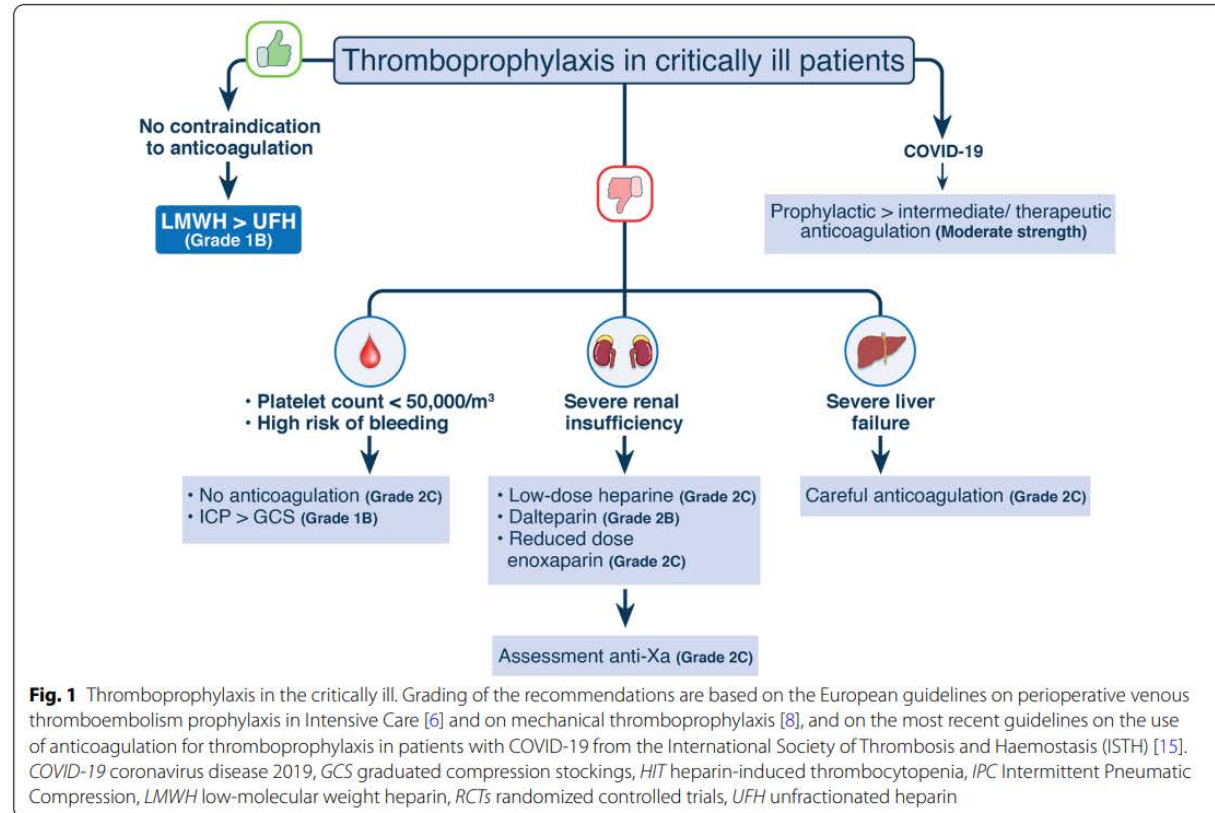 Thromboprophylaxis in critically ill patients
No contraindication
to anticoagulation
LMWH > UFH
(Grade 1B)
COVID-19
Prophylactic > intermediate/ therapeutic
anticoagulation (Moderate strength)
• Platelet count < 50,000/m³
• High risk of bleeding
• No anticoagulation (Grade 2C)
• ICP > GCS (Grade 1B)
Severe renal
insufficiency
• Low-dose heparine (Grade 2C)
• Dalteparin (Grade 2B)
• Reduced dose
enoxaparin (Grade 2C)
Assessment anti-Xa (Grade 2C)
Severe liver
failure
Careful anticoagulation (Grade 2C)
Fig. 1 Thromboprophylaxis in the critically ill. Grading of the recommendations are based on the European guidelines on perioperative venous
thromboembolism prophylaxis in Intensive Care [6] and on mechanical thromboprophylaxis [8], and on the most recent guidelines on the use
of anticoagulation for thromboprophylaxis in patients with COVID-19 from the International Society of Thrombosis and Haemostasis (ISTH) [15].
COVID-19 coronavirus disease 2019, GCS graduated compression stockings, HIT heparin-induced thrombocytopenia, IPC Intermittent Pneumatic
Compression, LMWH low-molecular weight heparin, RCTs randomized controlled trials, UFH unfractionated heparin